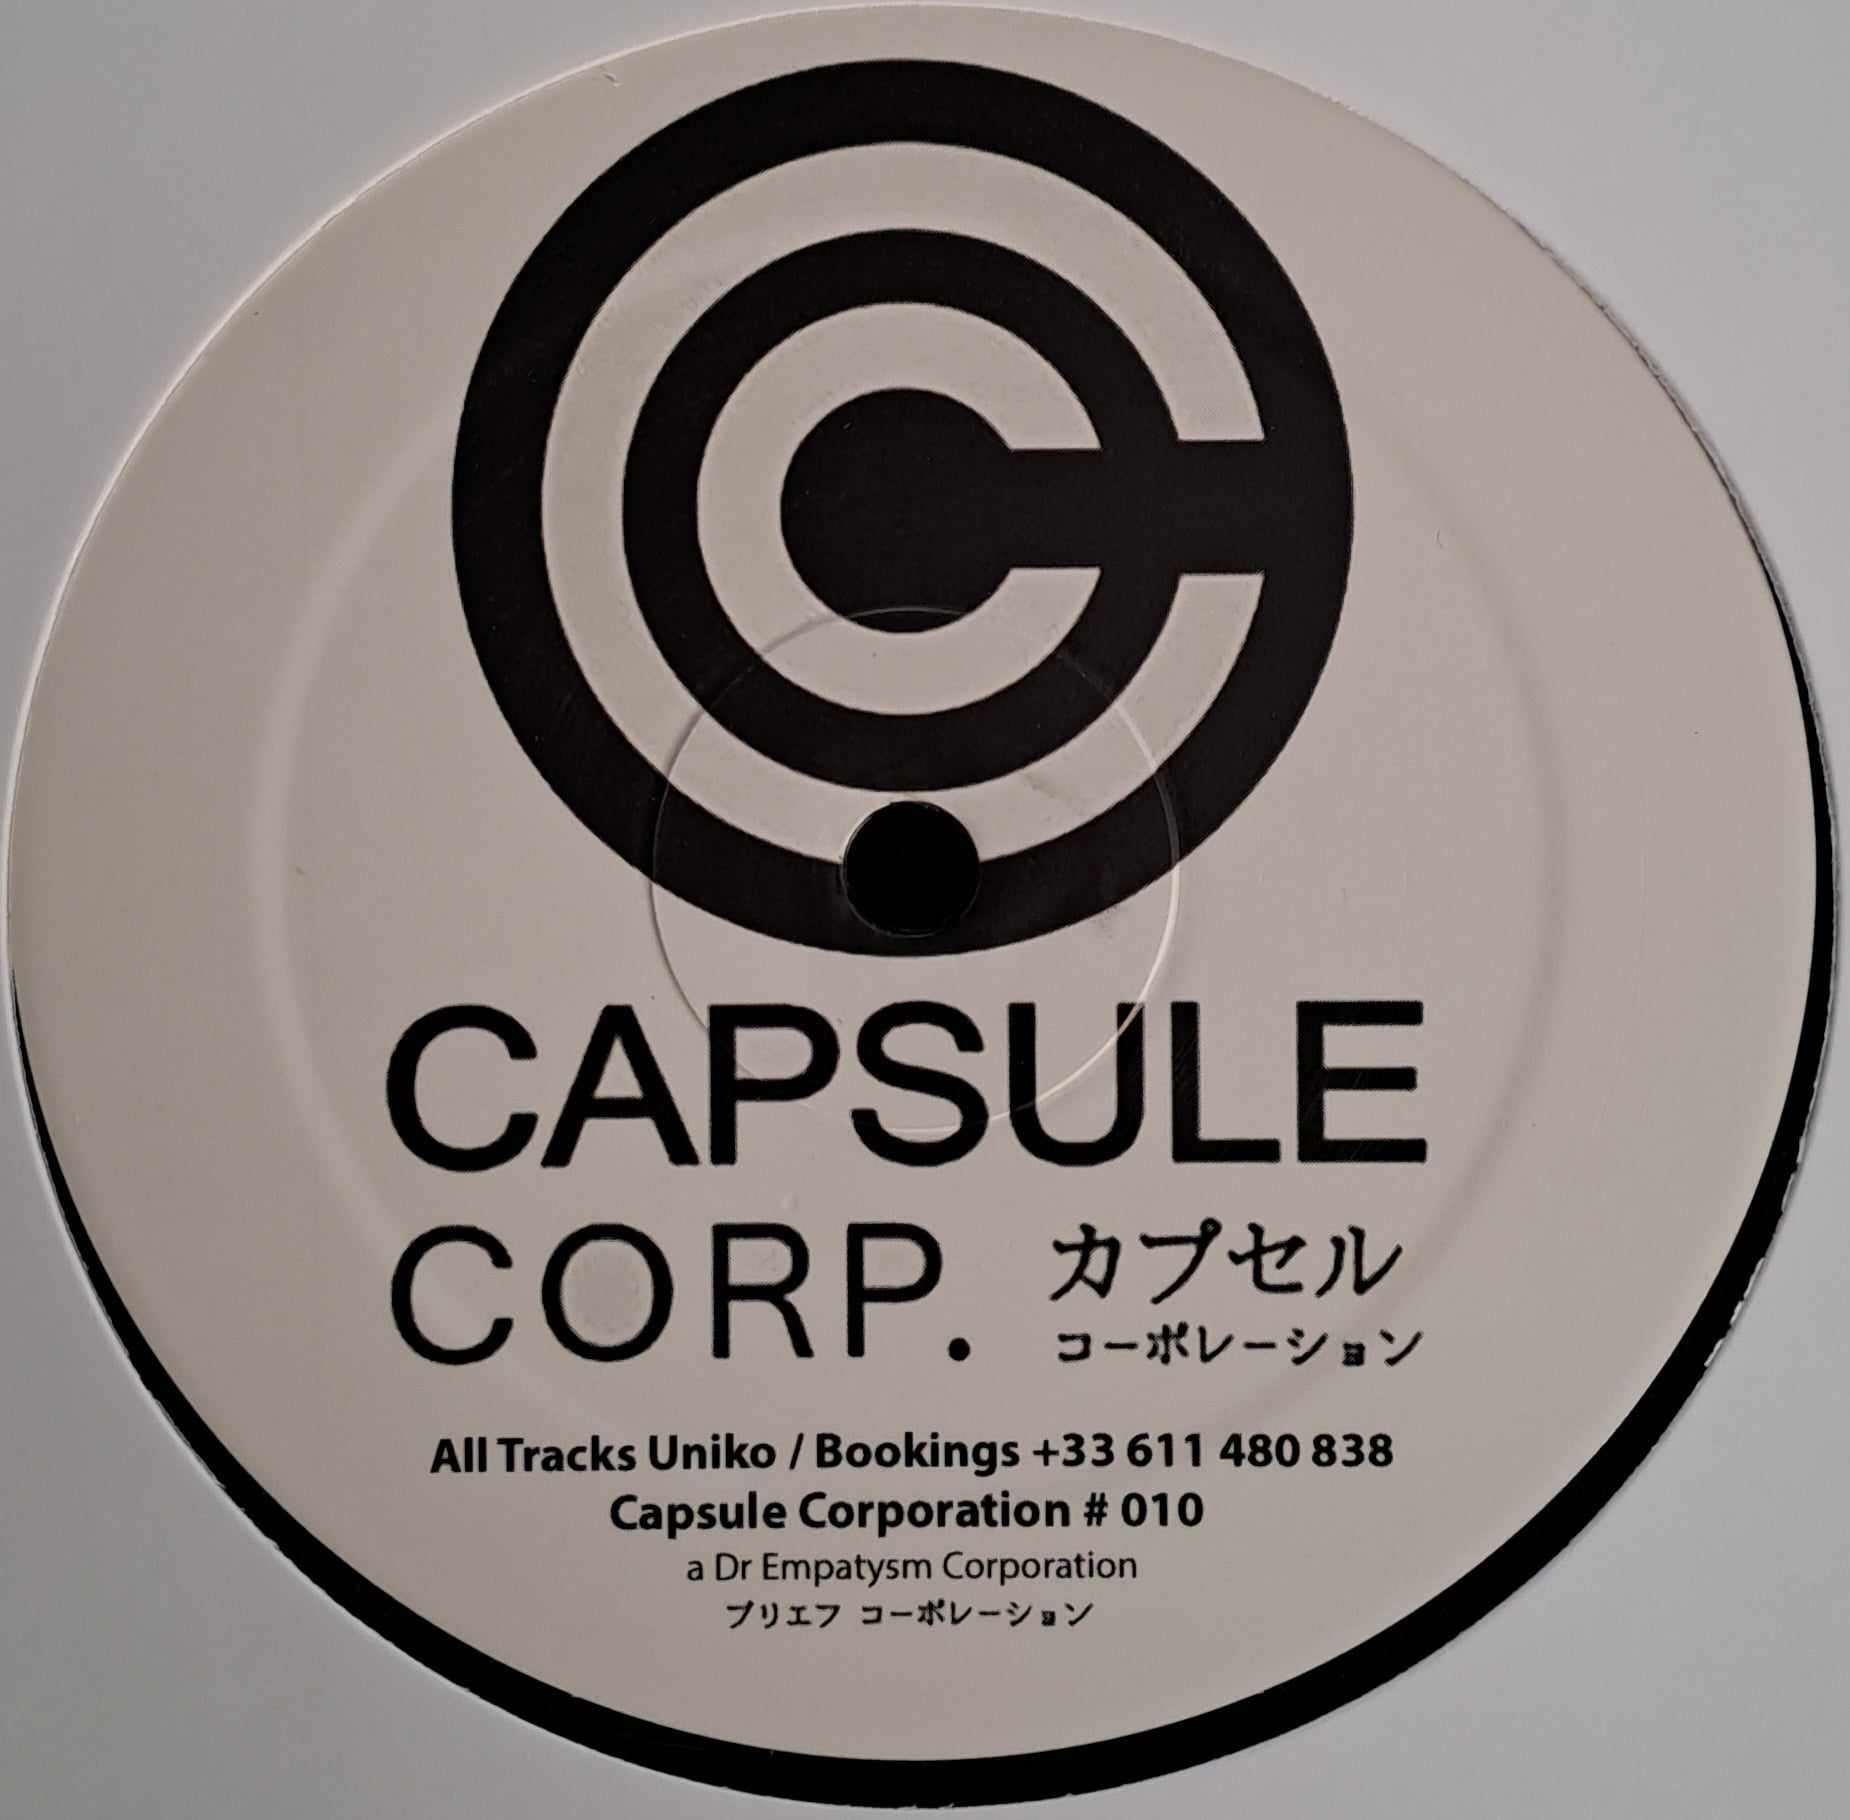 CAPSULE
CORP. カプセル
コーポレーション
All Tracks Uniko / Bookings +33 611 480 838
Capsule Corporation # 010
a Dr Empatysm Corporation
ブリエフ コーポレーション